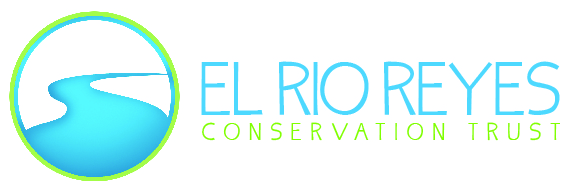 EL RIO REYES
CONSERVATION TRUST